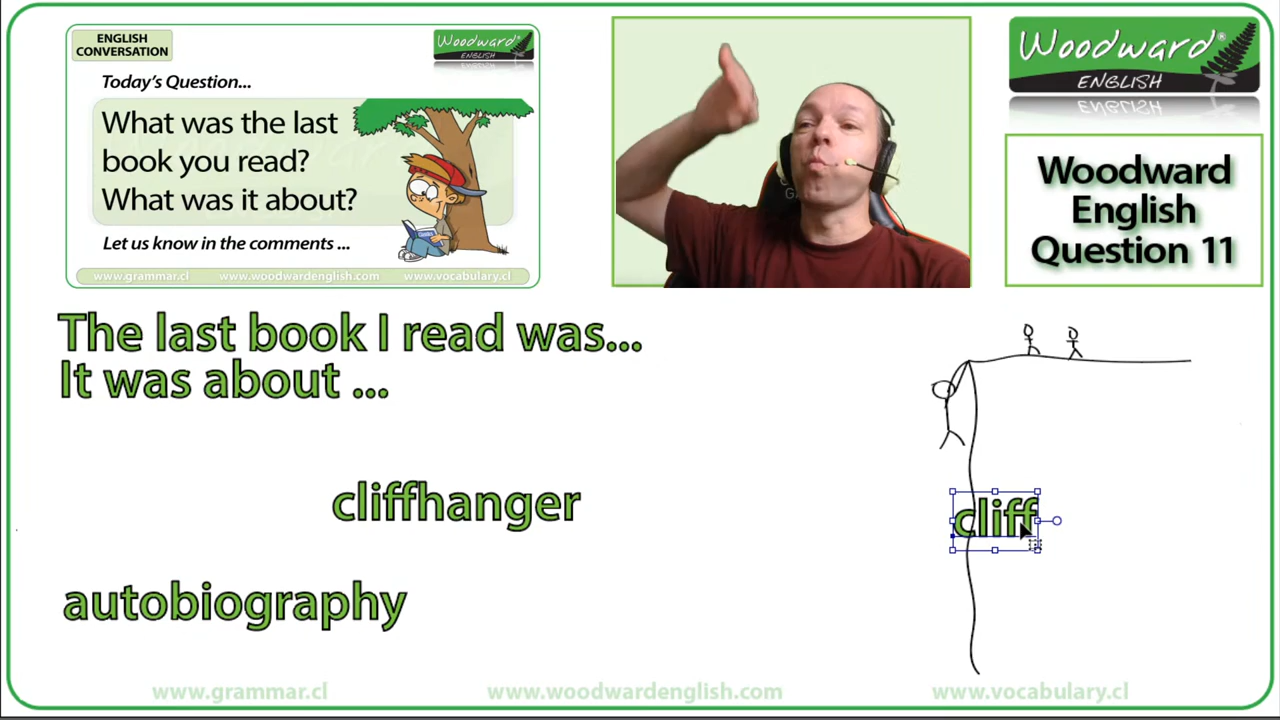 ENGLISH
CONVERSATION
Woodward®
ENGLISH
Today's Question...
What was the last
book you read?
What was it about?
Let us know in the comments ...
www.grammar.cl www.woodwardenglish.com www.vocabulary.cl
Woodward®
ENGLISH
Woodward
English
Question 11
The last book I read was...
It was about ...
cliffhanger
cliff
autobiography
www.grammar.cl www.woodwardenglish.com www.vocabulary.cl